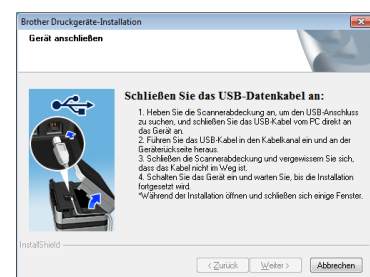 Brother Druckgeräte-Installation
Gerät anschließen
Schließen Sie das USB-Datenkabel an:
1. Heben Sie die Scannerabdeckung an, um den USB-Anschluss
zu suchen, und schließen Sie das USB-Kabel vom PC direkt an
das Gerät an.
2. Führen Sie das USB-Kabel in den Kabelkanal ein und an der
Geräterückseite heraus.
3. Schließen die Scannerabdeckung und vergewissern Sie sich,
dass das Kabel nicht im Weg ist.
4. Schalten Sie das Gerät ein und warten Sie, bis die Installation
fortgesetzt wird.
*Während der Installation öffnen und schließen sich einige Fenster.
InstallShield
< Zurück Weiter > Abbrechen